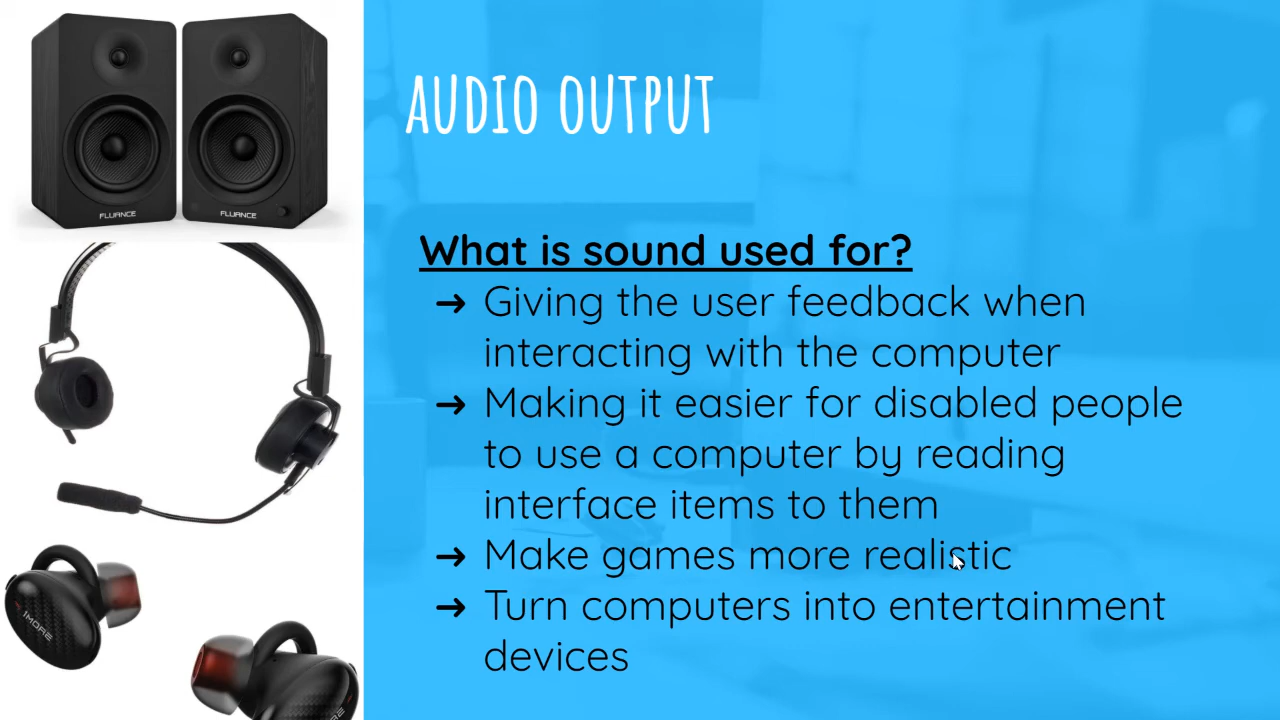 AUDIO OUTPUT
What is sound used for?
➜ Giving the user feedback when
interacting with the computer
➜ Making it easier for disabled people
to use a computer by reading
interface items to them
➜ Make games more realistic
➜ Turn computers into entertainment
devices
FLUANCE
FLUANCE
1MORE
1MORE